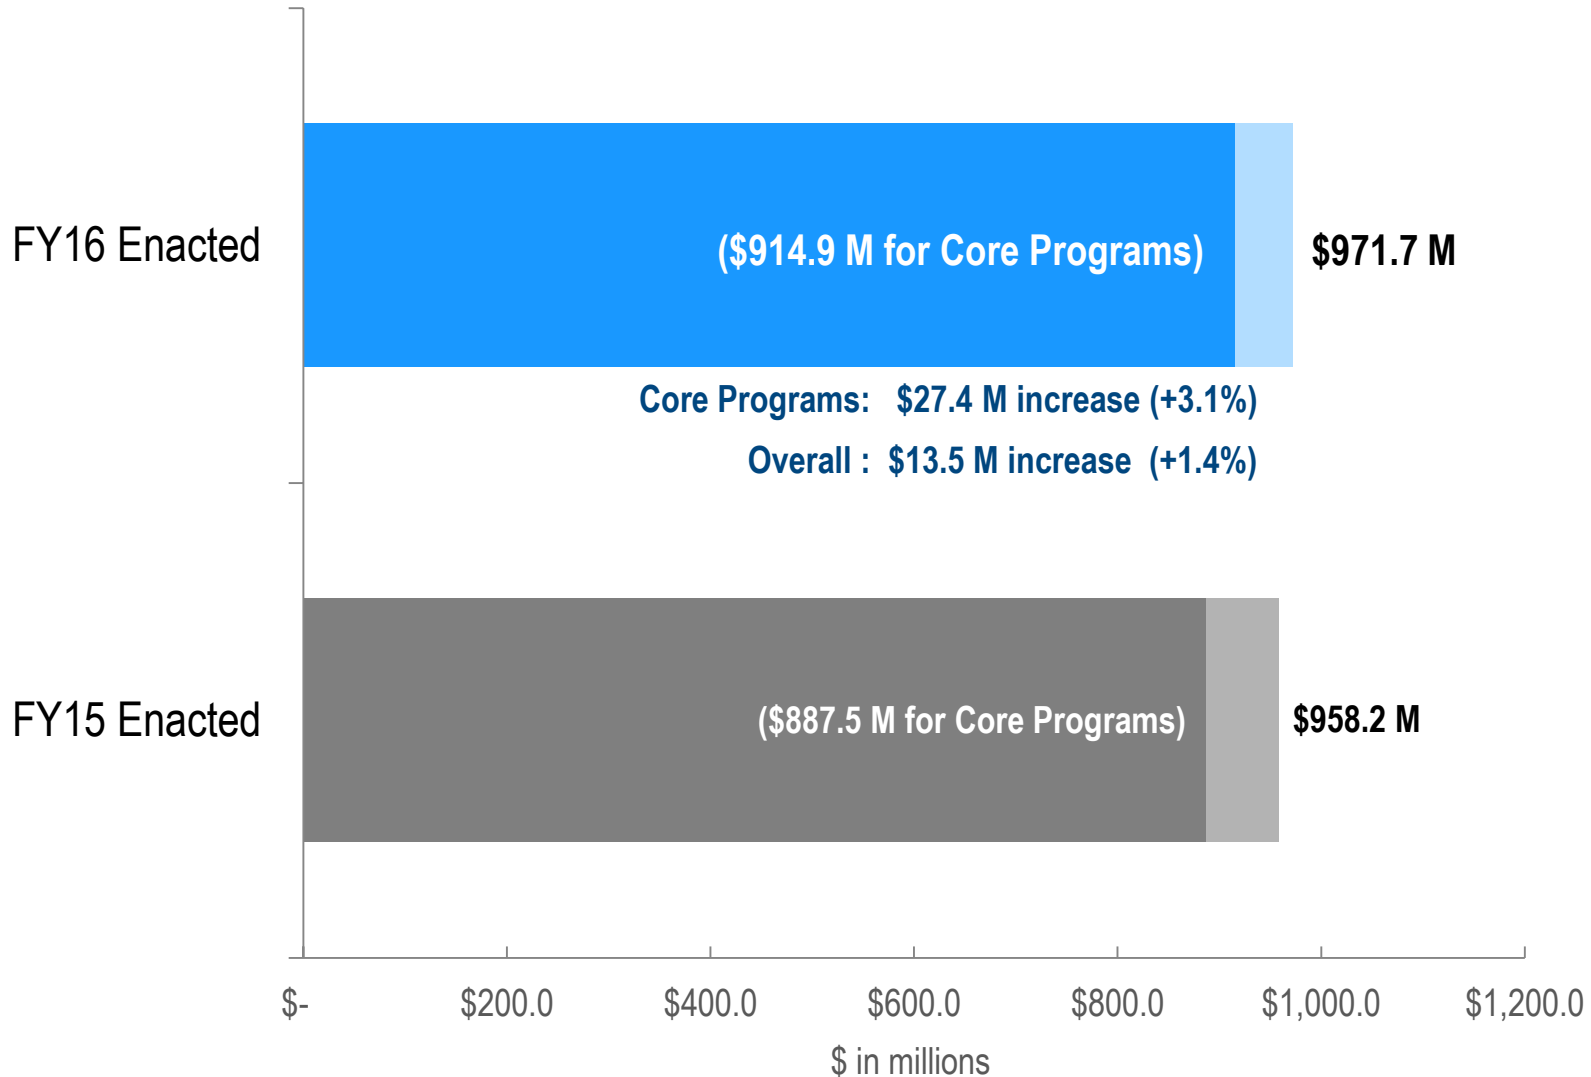 FY16 Enacted
($914.9 M for Core Programs)
$971.7 M
Core Programs: $27.4 M increase (+3.1%)
Overall : $13.5 M increase (+1.4%)
FY15 Enacted
($887.5 M for Core Programs)
$958.2 M
$- $200.0 $400.0 $600.0 $800.0 $1,000.0 $1,200.0
$ in millions